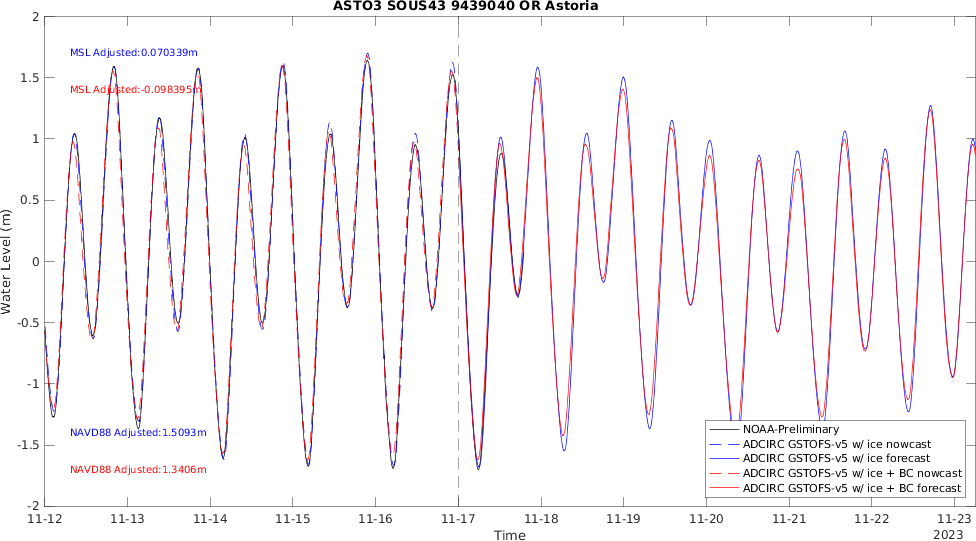 ASTO3 SOUS43 9439040 OR Astoria
2
1.5
1
0.5
0
-0.5
-1
-1.5
-2
Water Level (m)
MSL Adjusted:0.070339m
MSL Adjusted:-0.098395m
NAVD88 Adjusted:1.5093m
NAVD88 Adjusted:1.3406m
NOAA-Preliminary
ADCIRC GSTOFS-v5 w/ ice nowcast
ADCIRC GSTOFS-v5 w/ ice forecast
ADCIRC GSTOFS-v5 w/ ice + BC nowcast
ADCIRC GSTOFS-v5 w/ ice + BC forecast
11-12 11-13 11-14 11-15 11-16 11-17 11-18 11-19 11-20 11-21 11-22 11-23
Time
2023